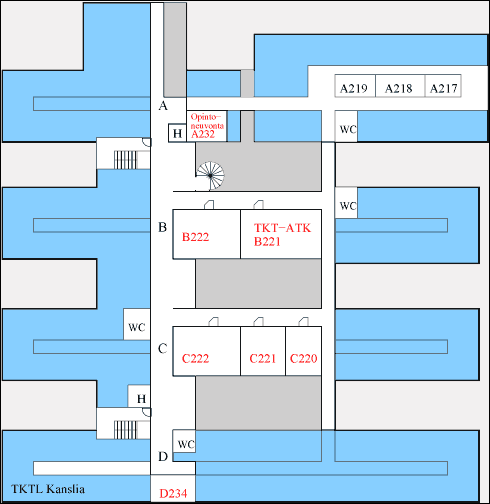 A219 A218 A217
A
Opinto-
neuvonta
A232
H
WC
WC
B
B222
TKT-ATK
B221
WC
C
C222 C221 C220
H
WC
D
TKTL Kanslia
D234